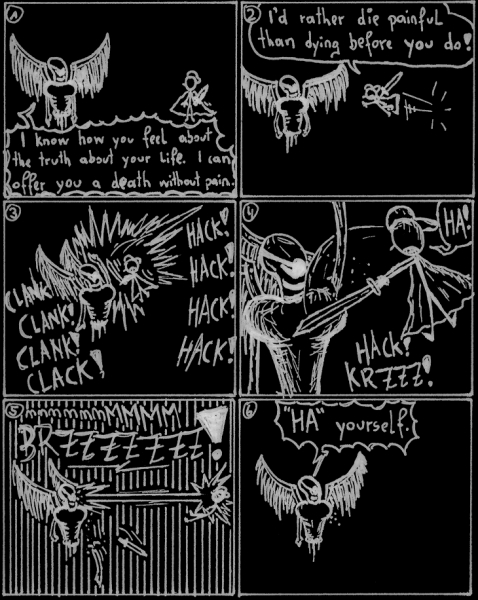 1
I know how you feel about
the truth about your life. I can
offer you a death without pain.
2
I'd rather die painful
than dying before you do!
3
HACK!
HACK!
HACK!
HACK!
CLANK!
CLANK!
CLANK!
CLACK!
4
HA!
HACK!
KRZZZ!
5
mmmmmmMMMM
BRZZZZZZZ!
6
"HA" yourself.